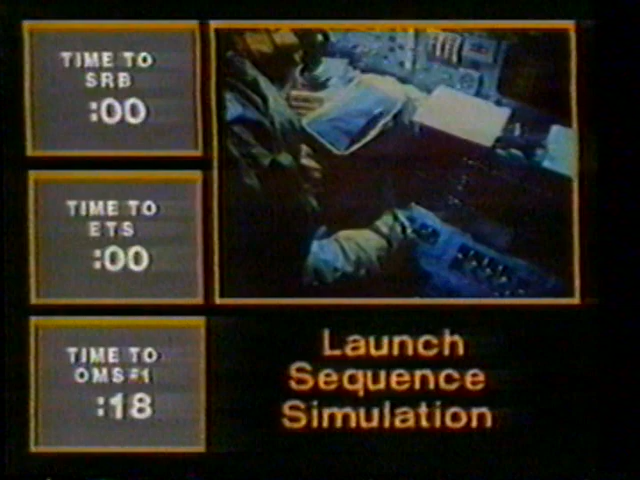 TIME TO
SRB
:00
TIME TO
ETS
:00
TIME TO
OMS#1
:18
Launch
Sequence
Simulation